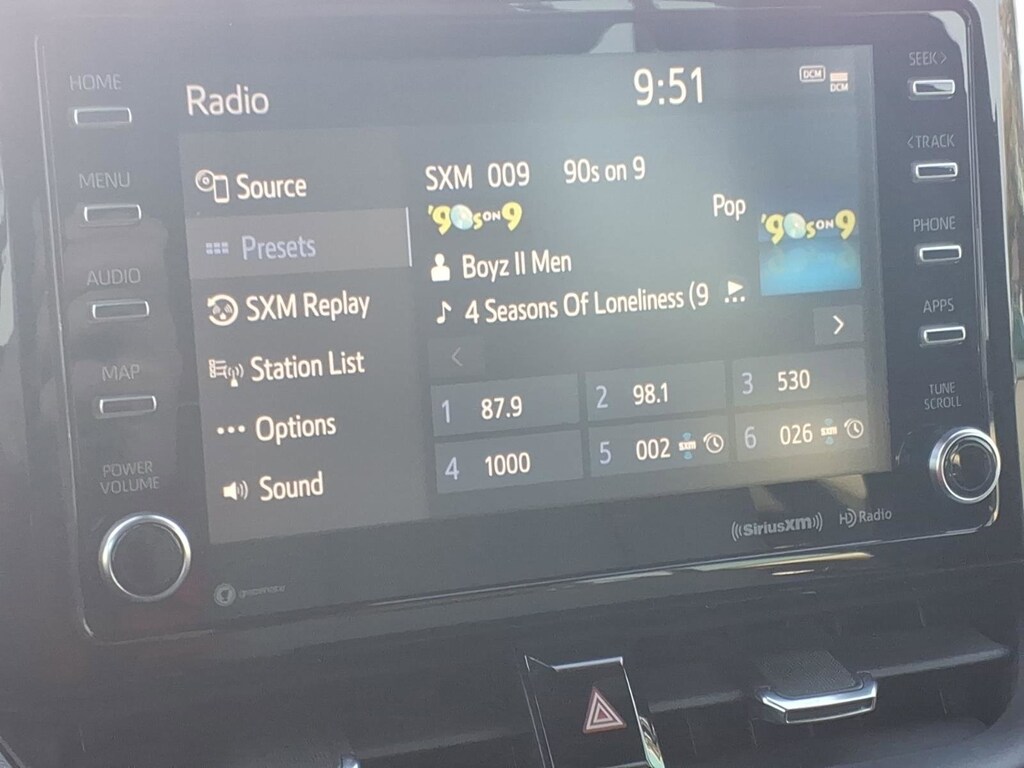 HOME
MENU
AUDIO
MAP
POWER
VOLUME
Radio
9:51
DCM
DCM
Source
Presets
SXM Replay
Station List
Options
Sound
SXM 009 90s on 9
'90s ON 9
Pop
'90s ON 9
Boyz II Men
4 Seasons Of Loneliness (9
1 87.9
2 98.1
3 530
4 1000
5 002 SXM
6 026 SXM
SEEK>
<TRACK
PHONE
APPS
TUNE
SCROLL
((SiriusXM))
HD Radio